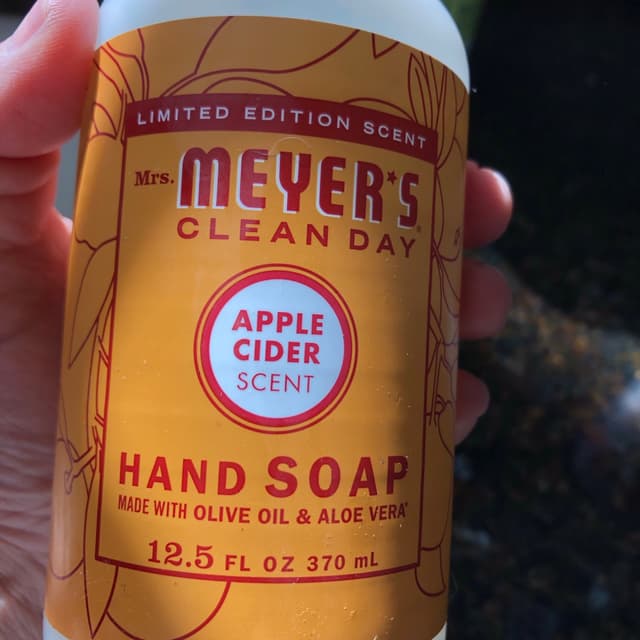 LIMITED EDITION SCENT
Mrs. MEYER'S®
CLEAN DAY
APPLE
CIDER
SCENT
HAND SOAP
MADE WITH OLIVE OIL & ALOE VERA*
12.5 FL OZ 370 mL